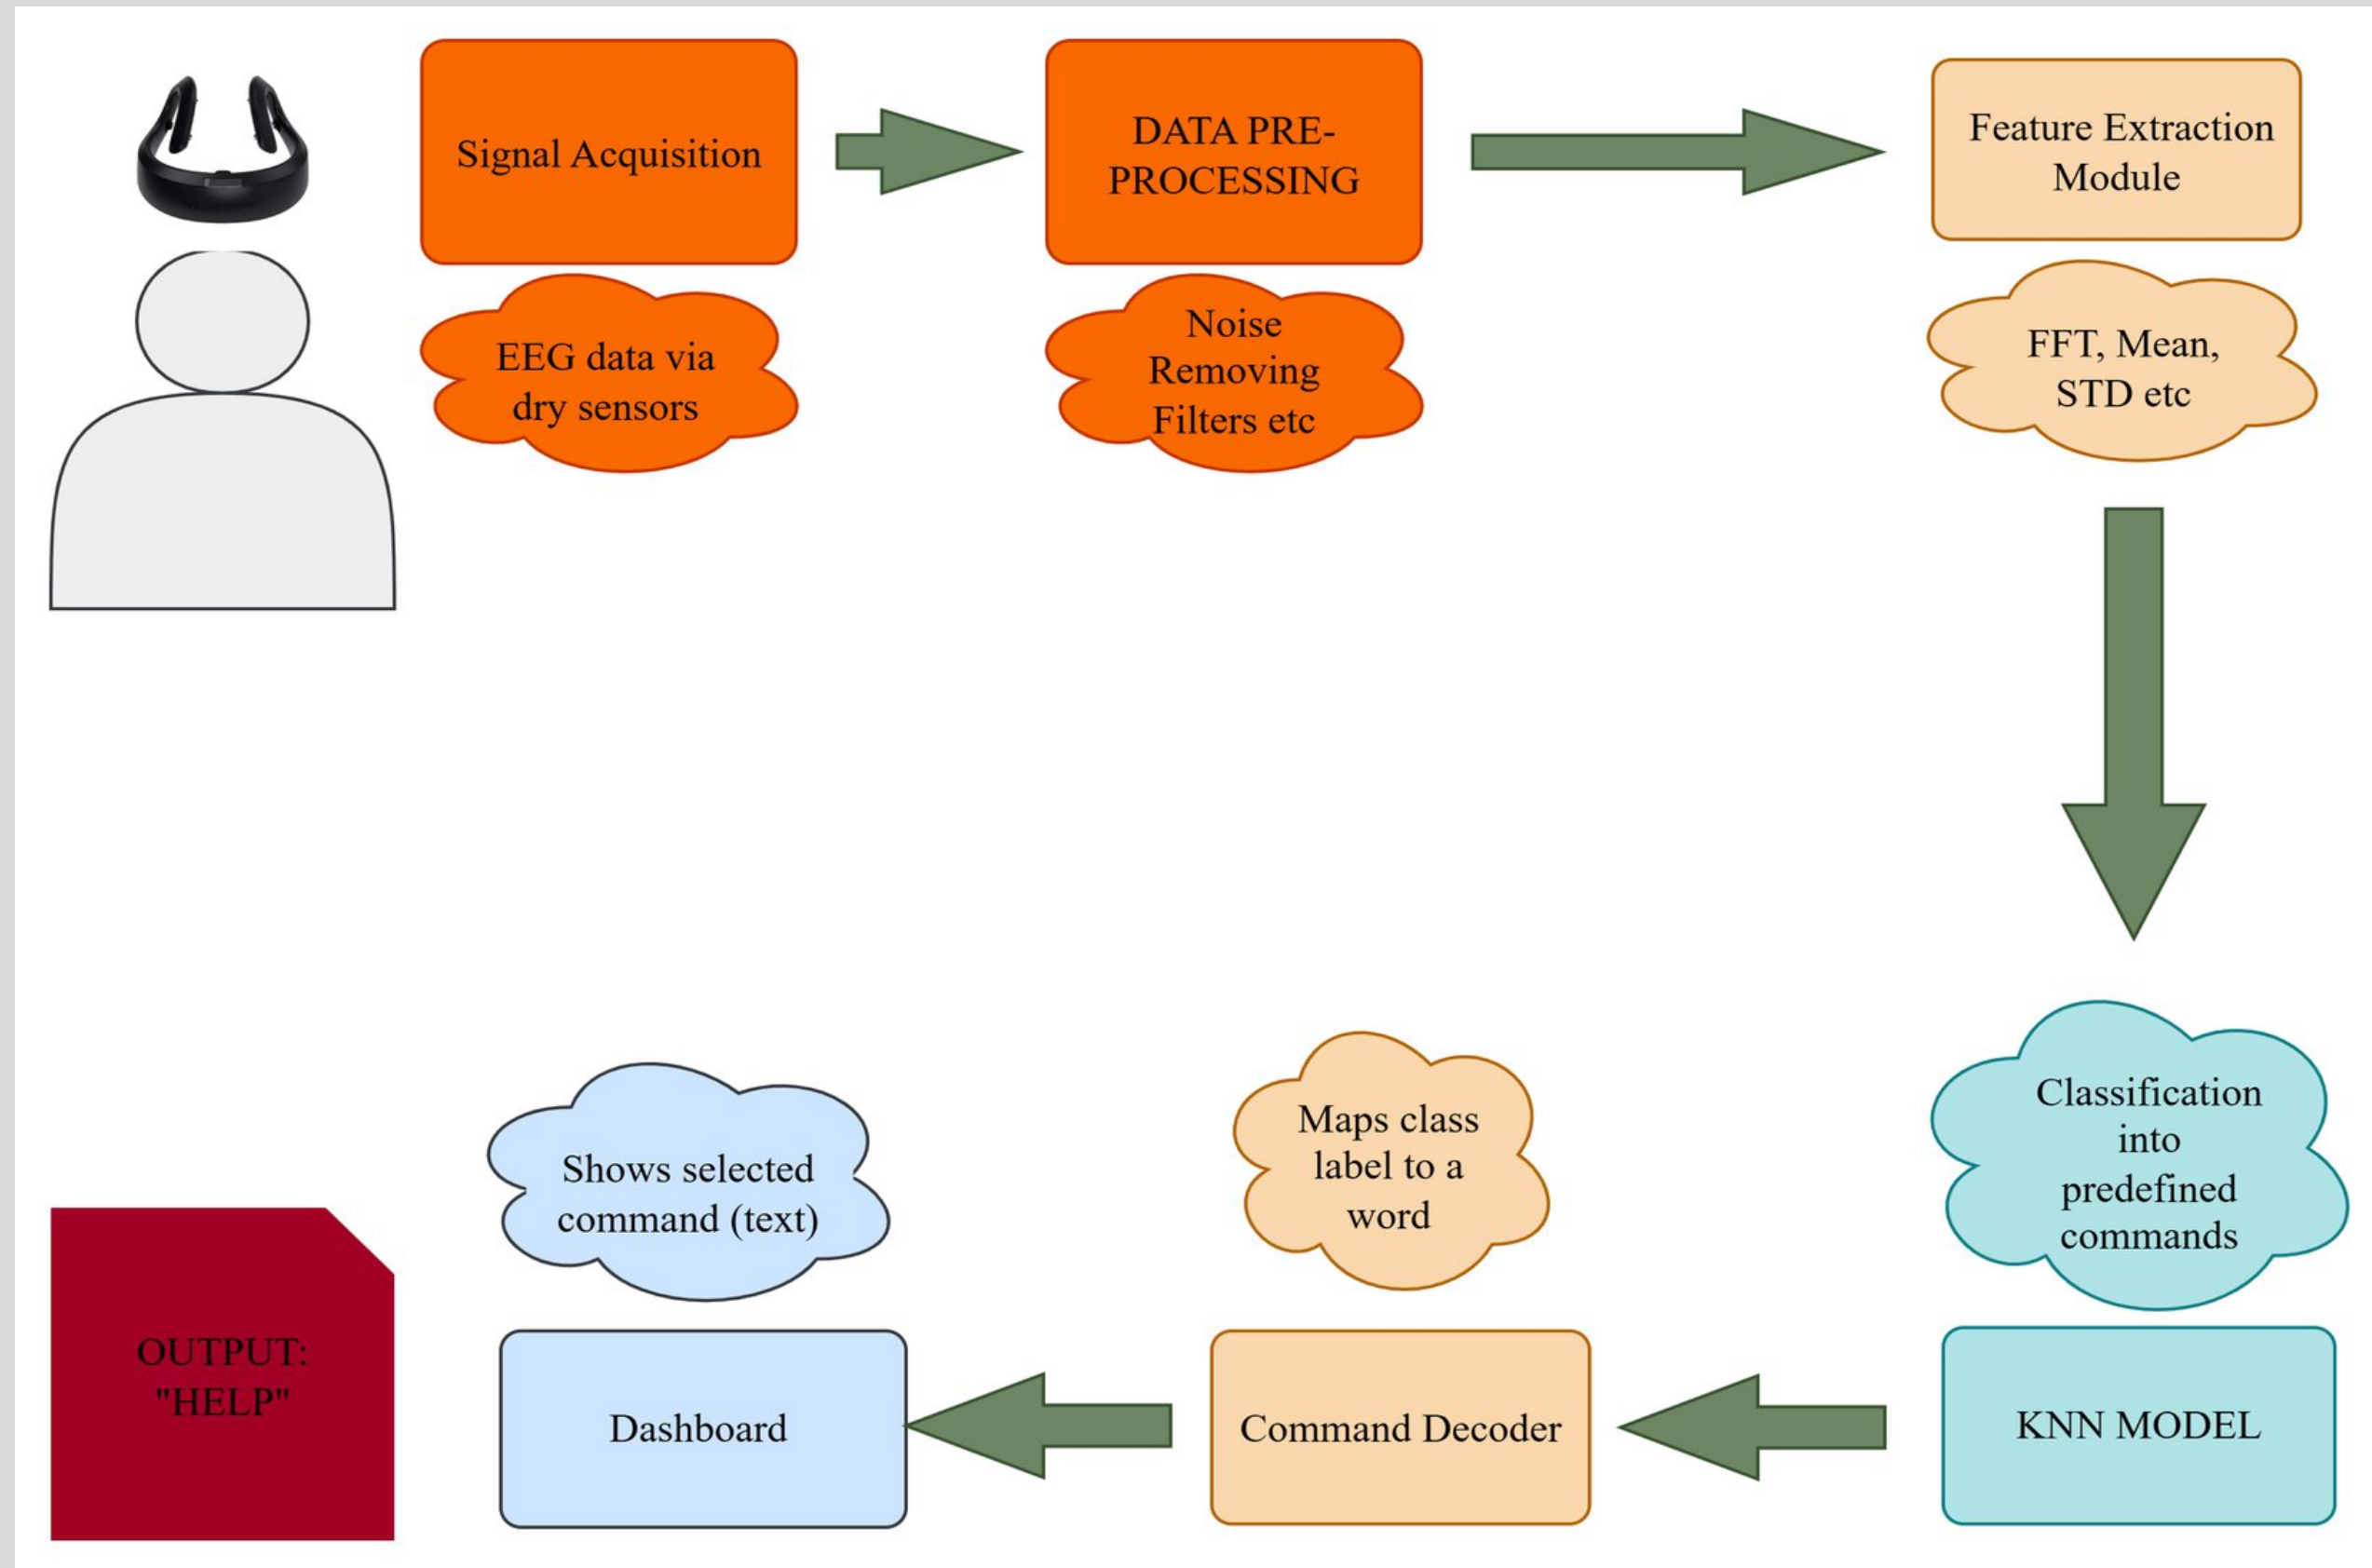 Signal Acquisition
EEG data via
dry sensors
DATA PRE-
PROCESSING
Noise
Removing
Filters etc
Feature Extraction
Module
FFT, Mean,
STD etc
Classification
into
predefined
commands
KNN MODEL
Maps class
label to a
word
Command Decoder
Shows selected
command (text)
Dashboard
OUTPUT:
"HELP"